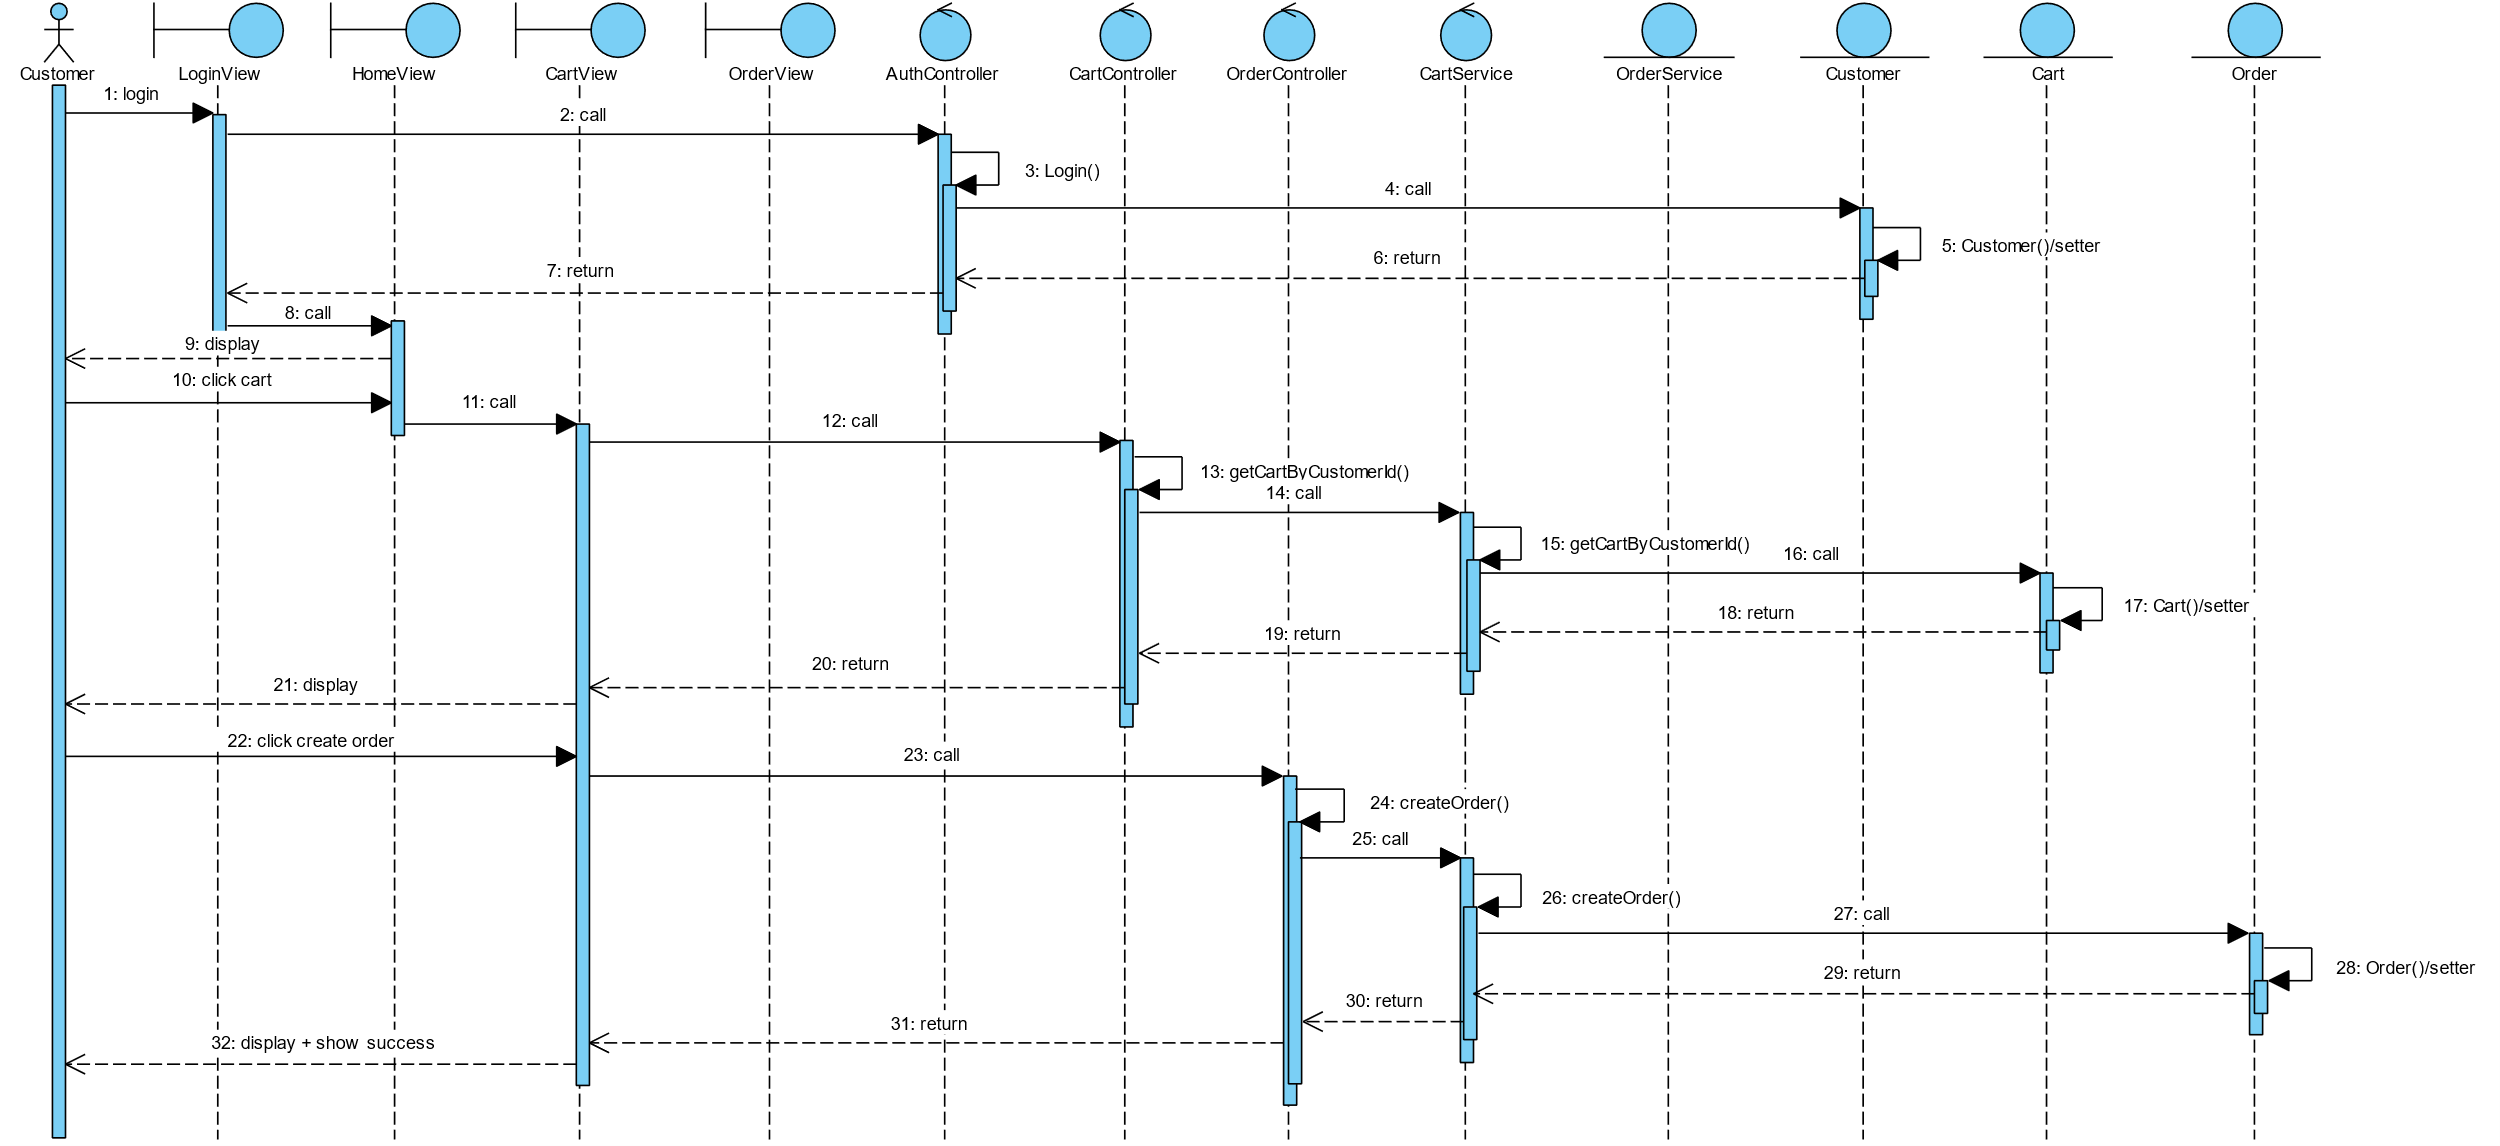 Customer
LoginView
HomeView
CartView
OrderView
AuthController
CartController
OrderController
CartService
OrderService
Customer
Cart
Order
1: login
2: call
3: Login()
4: call
5: Customer()/setter
6: return
7: return
8: call
9: display
10: click cart
11: call
12: call
13: getCartByCustomerId()
14: call
15: getCartByCustomerId()
16: call
17: Cart()/setter
18: return
19: return
20: return
21: display
22: click create order
23: call
24: createOrder()
25: call
26: createOrder()
27: call
28: Order()/setter
29: return
30: return
31: return
32: display + show success